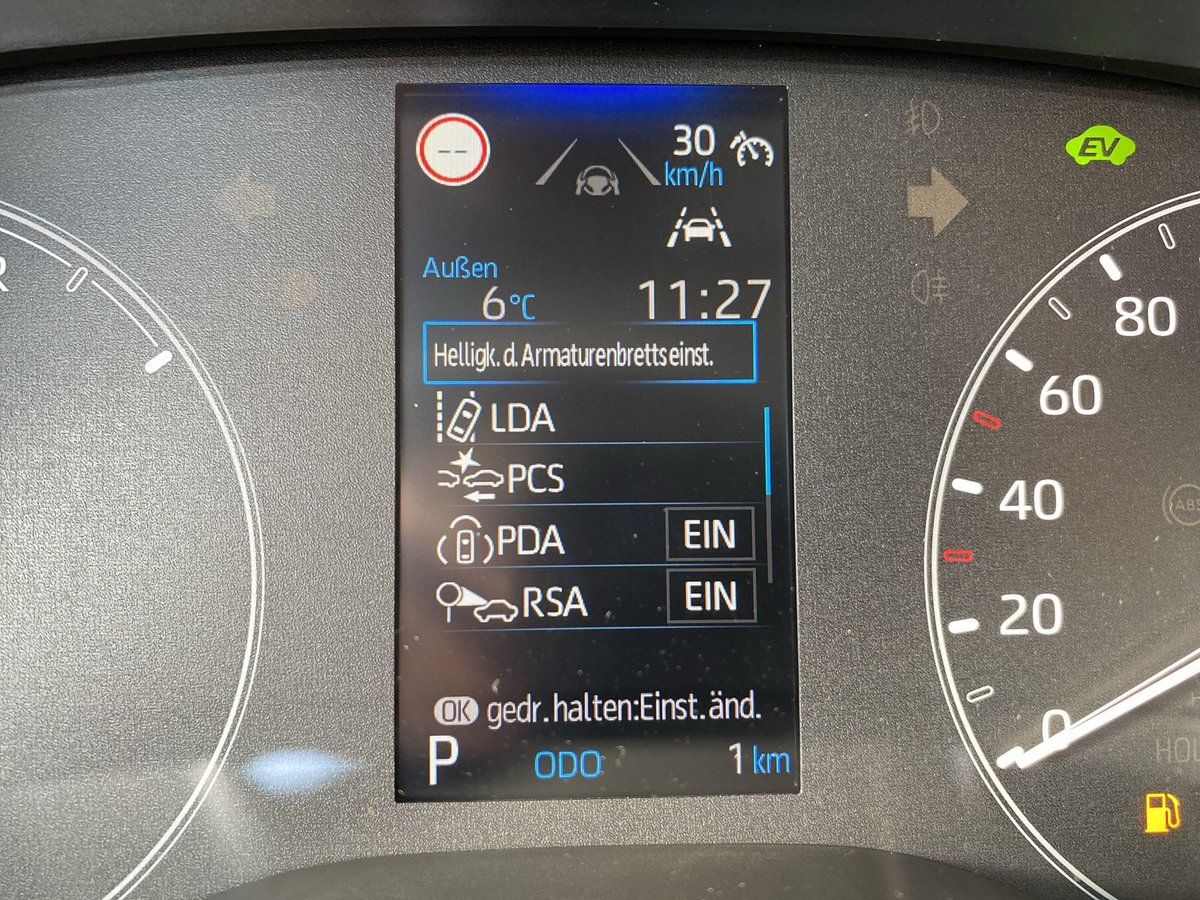 --
30
km/h
EV
Außen
6 °C
11:27
Helligk. d. Armaturenbrettseinst.
LDA
PCS
PDA EIN
RSA EIN
OK gedr. halten:Einst. änd.
P ODO 1 km
80
60
40
20
0